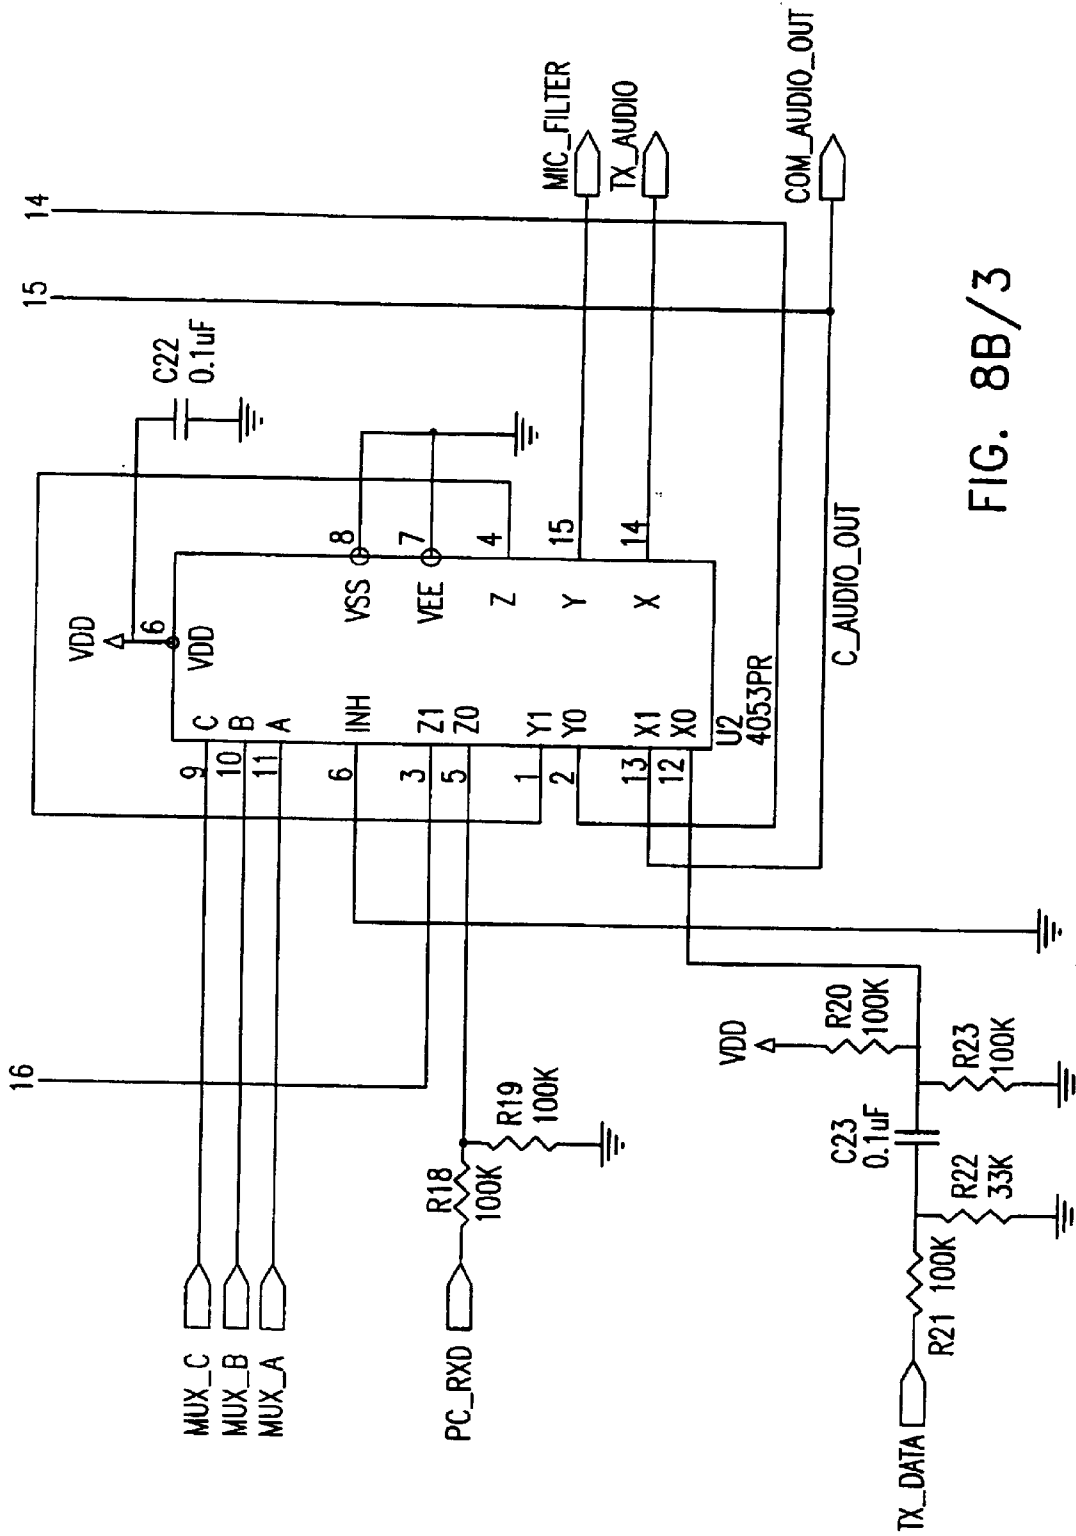 14
15
16
C22
0.1uF
VDD
6
VDD
8
VSS
7
VEE
4
Z
15
Y
14
X
MIC_FILTER
TX_AUDIO
COM_AUDIO_OUT
C_AUDIO_OUT
MUX_C
MUX_B
MUX_A
9
C
10
B
11
A
6
INH
3
Z1
5
Z0
1
Y1
2
Y0
13
X1
12
X0
U2
4053PR
PC_RXD
R18
100K
R19
100K
VDD
R20
100K
R23
100K
C23
0.1uF
R22
33K
R21 100K
TX_DATA
FIG. 8B/3